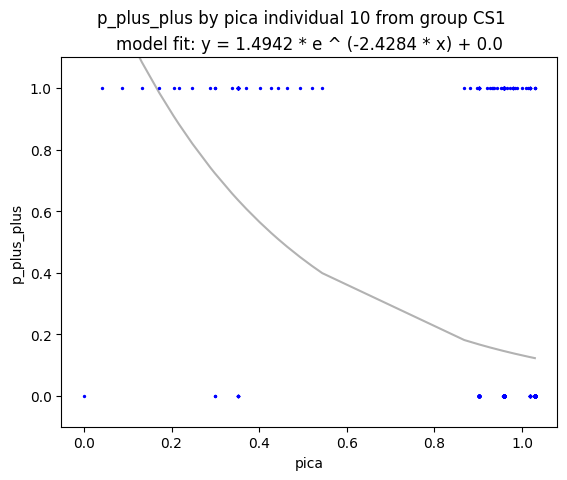 p_plus_plus by pica individual 10 from group CS1
model fit: y = 1.4942 * e ^ (-2.4284 * x) + 0.0
1.0
0.8
0.6
0.4
0.2
0.0
p_plus_plus
0.0 0.2 0.4 0.6 0.8 1.0
pica